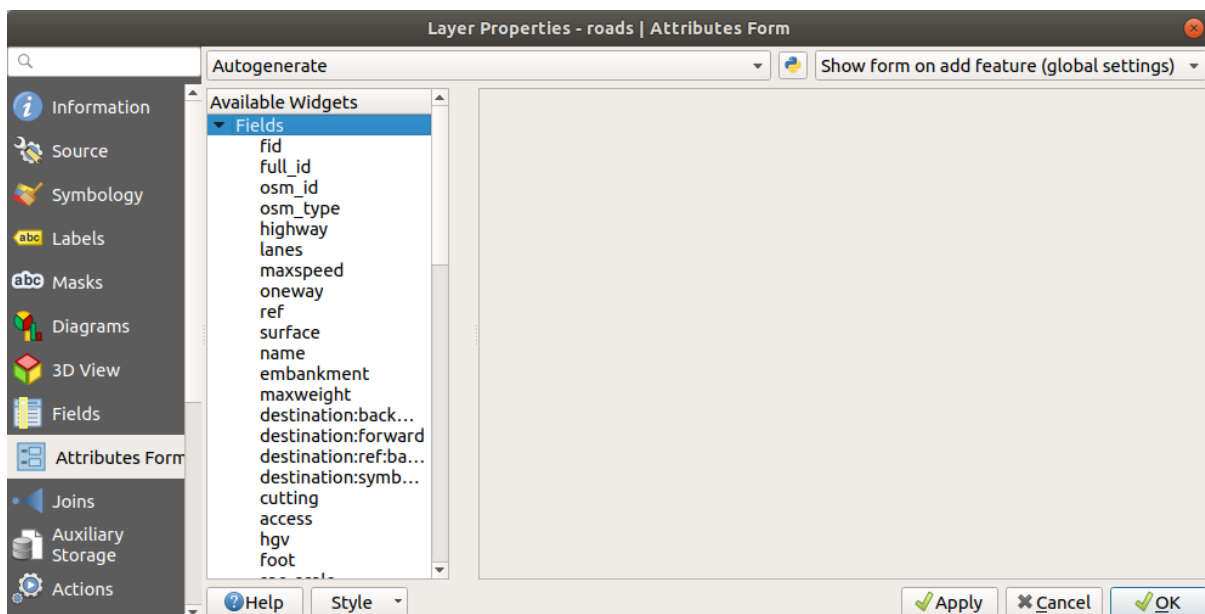 Layer Properties - roads | Attributes Form
Autogenerate
Show form on add feature (global settings)
Information
Source
Symbology
abc Labels
abc Masks
Diagrams
3D View
Fields
Attributes Form
Joins
Auxiliary
Storage
Actions
Available Widgets
Fields
fid
full_id
osm_id
osm_type
highway
lanes
maxspeed
oneway
ref
surface
name
embankment
maxweight
destination:back...
destination:forward
destination:ref:ba...
destination:symb...
cutting
access
hgv
foot
Help
Style
Apply
Cancel
OK